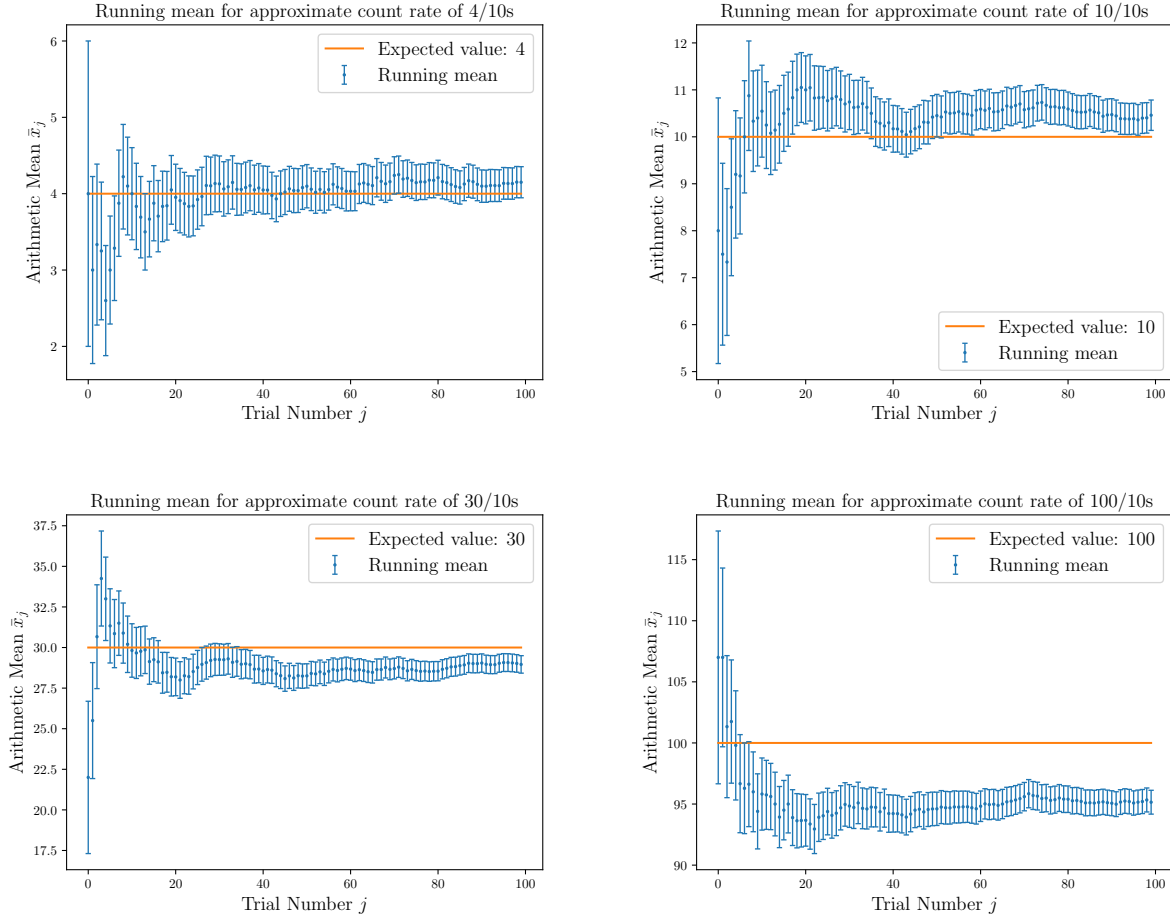 Running mean for approximate count rate of 4/10s
6
5
4
3
2
Arithmetic Mean x̄ⱼ
Expected value: 4
Running mean
0 20 40 60 80 100
Trial Number j
Running mean for approximate count rate of 10/10s
12
11
10
9
8
7
6
5
Arithmetic Mean x̄ⱼ
Expected value: 10
Running mean
0 20 40 60 80 100
Trial Number j
Running mean for approximate count rate of 30/10s
37.5
35.0
32.5
30.0
27.5
25.0
22.5
20.0
17.5
Arithmetic Mean x̄ⱼ
Expected value: 30
Running mean
0 20 40 60 80 100
Trial Number j
Running mean for approximate count rate of 100/10s
115
110
105
100
95
90
Arithmetic Mean x̄ⱼ
Expected value: 100
Running mean
0 20 40 60 80 100
Trial Number j